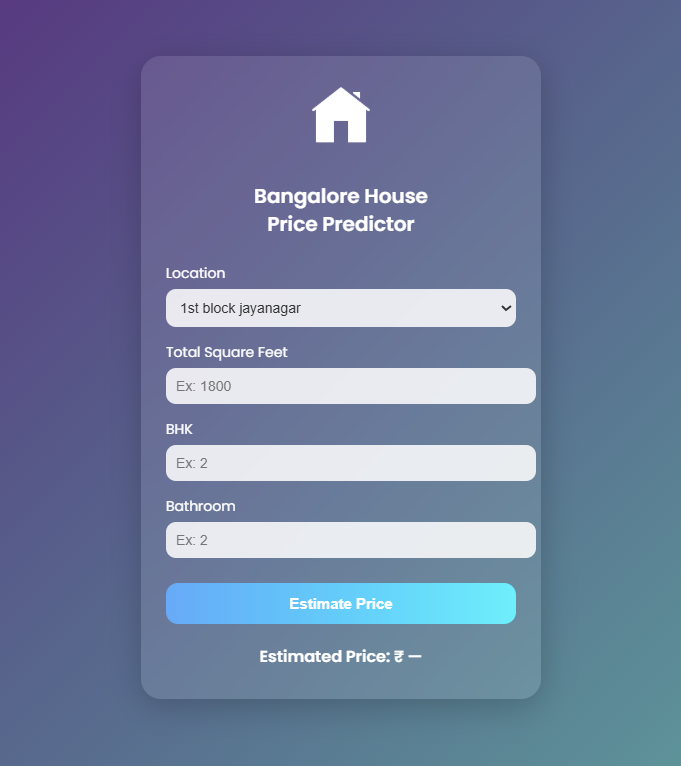 Bangalore House
Price Predictor
Location
1st block jayanagar
Total Square Feet
Ex: 1800
BHK
Ex: 2
Bathroom
Ex: 2
Estimate Price
Estimated Price: ₹ —